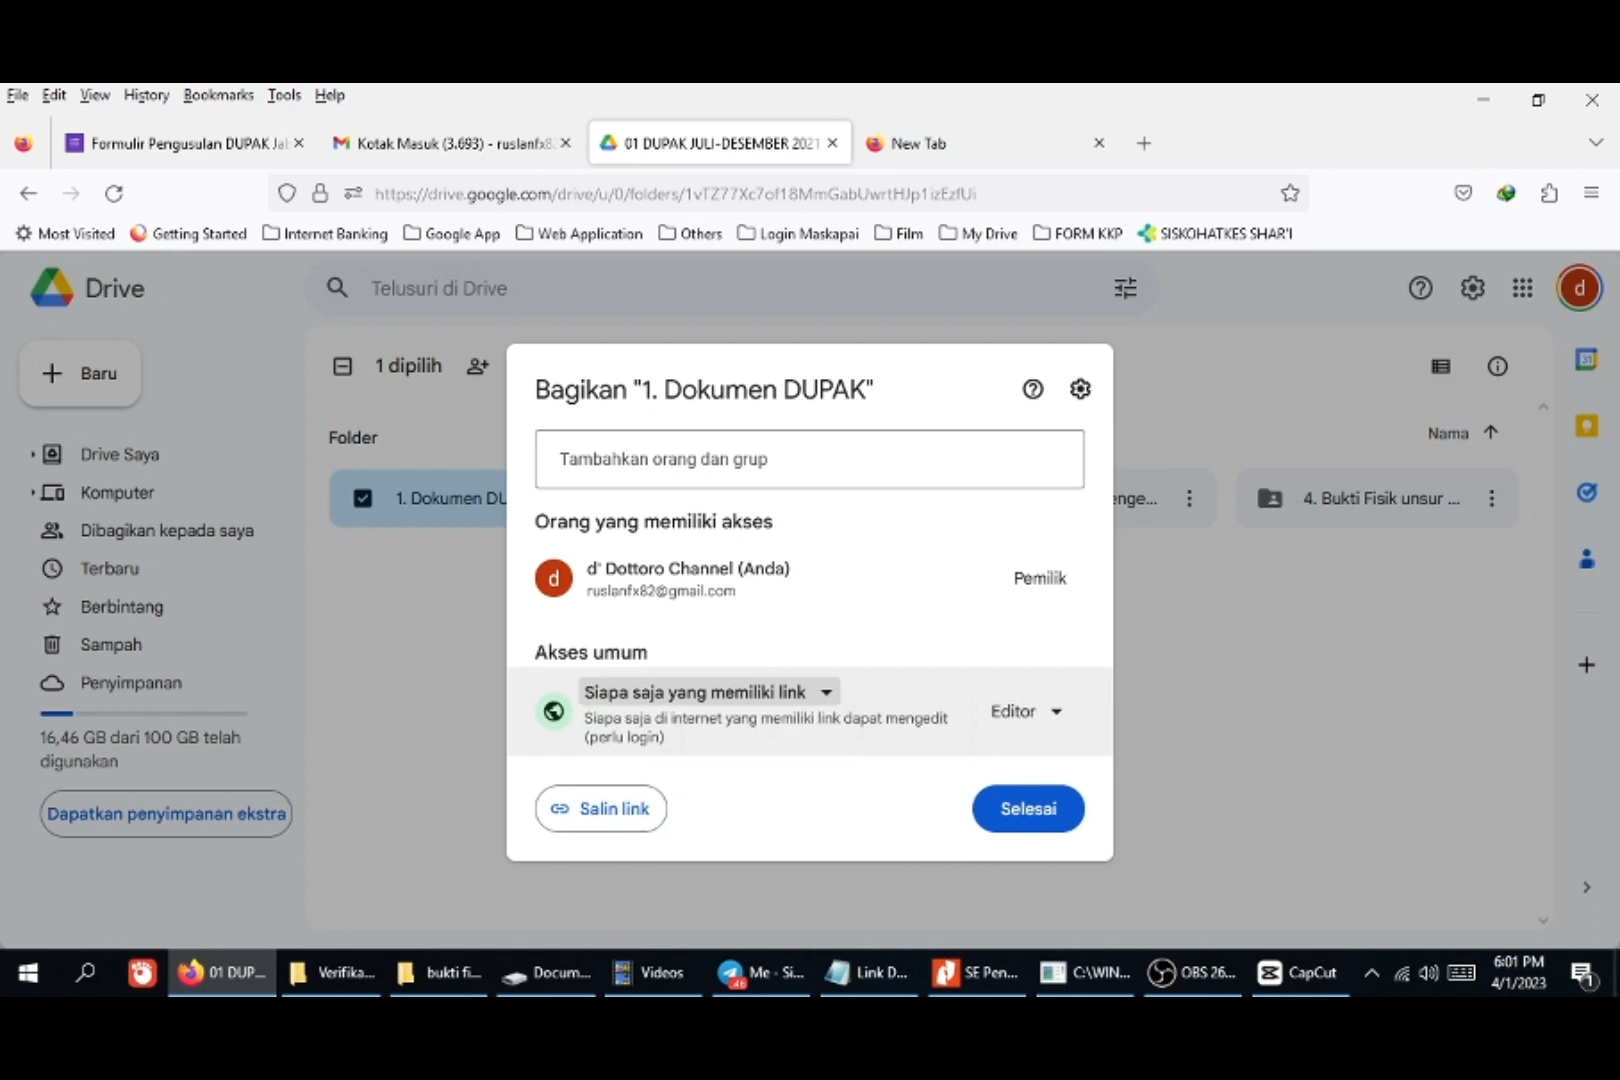 File Edit View History Bookmarks Tools Help
Formulir Pengusulan DUPAK Jab
Kotak Masuk (3.693) - ruslanfx8
01 DUPAK JULI-DESEMBER 2021
New Tab
https://drive.google.com/drive/u/0/folders/1vTZ77Xc7of18MmGabUwrtHJp1izEzfUi
Most Visited Getting Started Internet Banking Google App Web Application Others Login Maskapai Film My Drive FORM KKP SISKOHATKES SHAR'I
Drive
Telusuri di Drive
d
Baru
1 dipilih
31
Folder
Nama
Drive Saya
Komputer
Dibagikan kepada saya
Terbaru
Berbintang
Sampah
Penyimpanan
16,46 GB dari 100 GB telah
digunakan
Dapatkan penyimpanan ekstra
1. Dokumen DU
enge...
4. Bukti Fisik unsur ...
Bagikan "1. Dokumen DUPAK"
Tambahkan orang dan grup
Orang yang memiliki akses
d
d' Dottoro Channel (Anda)
ruslanfx82@gmail.com
Pemilik
Akses umum
Siapa saja yang memiliki link
Siapa saja di internet yang memiliki link dapat mengedit
(perlu login)
Editor
Salin link
Selesai
01 DUP... Verifika... bukti fi... Docum... Videos Me - Si... Link D... SE Pen... C:\WIN... OBS 26... CapCut
6:01 PM
4/1/2023
1